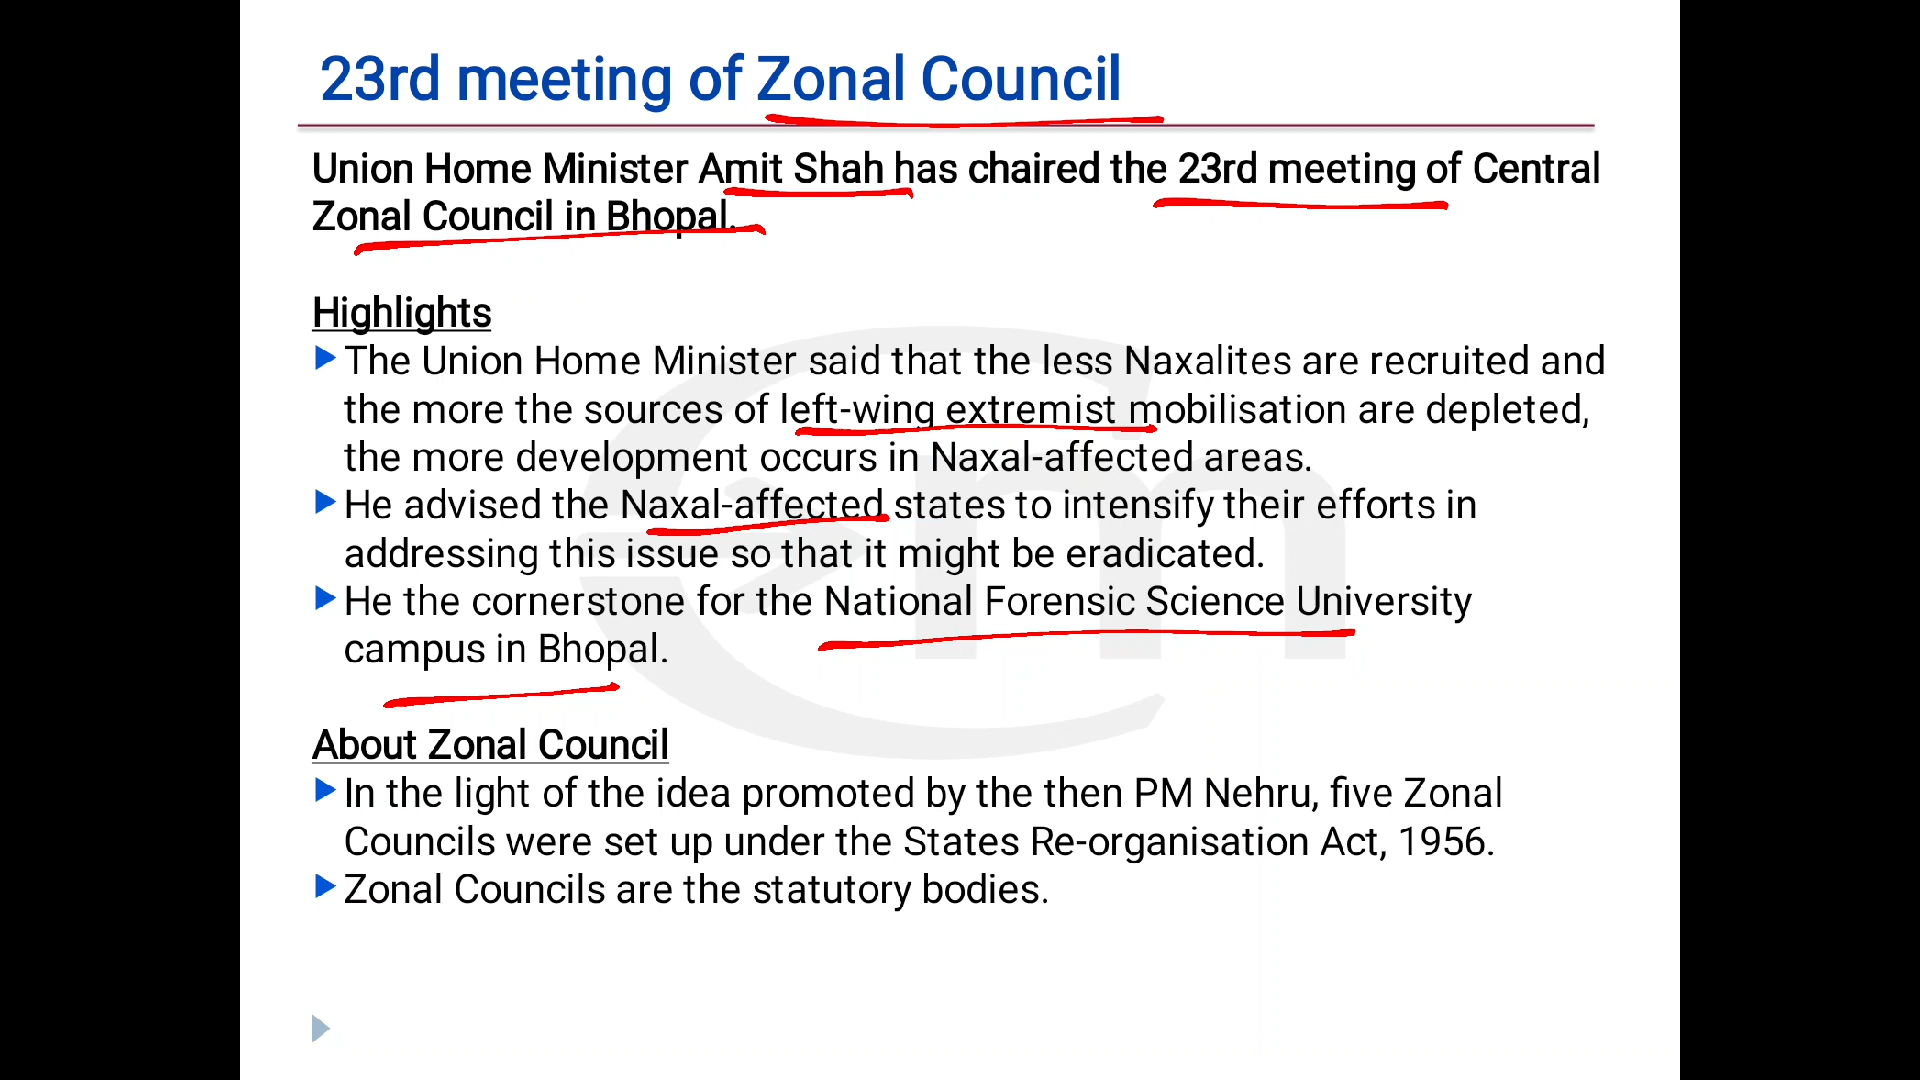 23rd meeting of Zonal Council
Union Home Minister Amit Shah has chaired the 23rd meeting of Central
Zonal Council in Bhopal.
Highlights
The Union Home Minister said that the less Naxalites are recruited and
the more the sources of left-wing extremist mobilisation are depleted,
the more development occurs in Naxal-affected areas.
He advised the Naxal-affected states to intensify their efforts in
addressing this issue so that it might be eradicated.
He the cornerstone for the National Forensic Science University
campus in Bhopal.
About Zonal Council
In the light of the idea promoted by the then PM Nehru, five Zonal
Councils were set up under the States Re-organisation Act, 1956.
Zonal Councils are the statutory bodies.